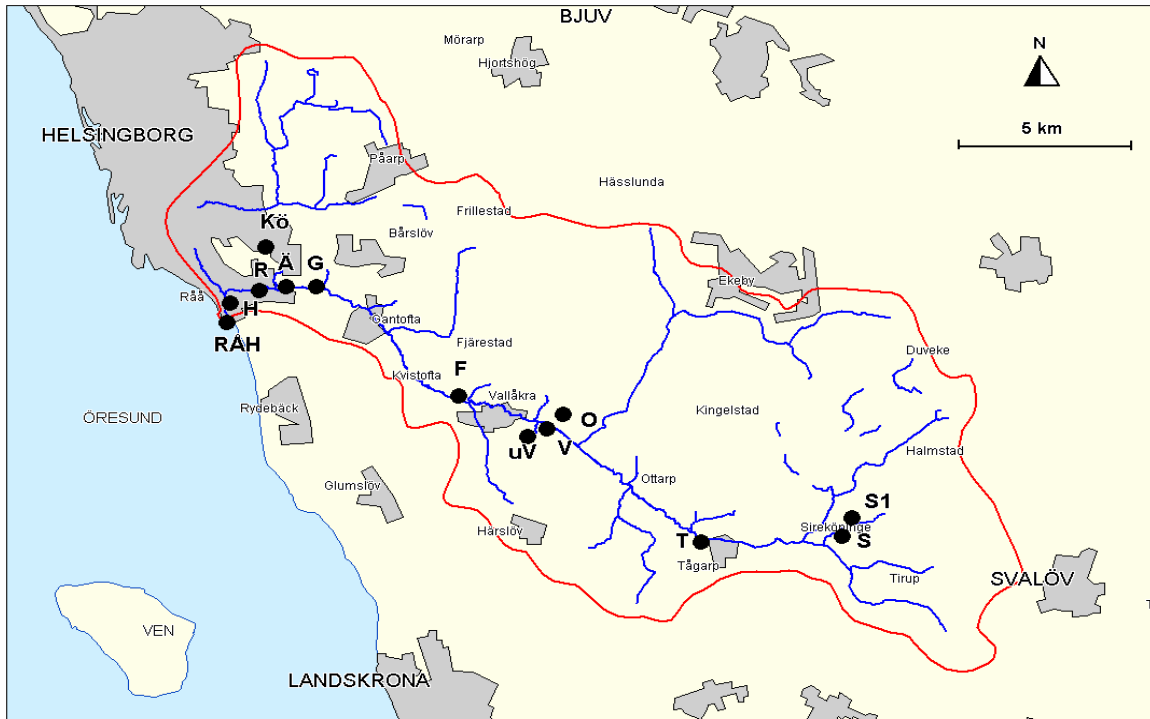 BJUV
Mörarp
Hjortshög
N
5 km
HELSINGBORG
Påarp
Hässlunda
Frillestad
Bårslöv
Kö
R
Ä
G
Ekeby
Råå
H
RÅH
Gantofta
Fjärestad
Duveke
Kvistofta
F
Vallåkra
Rydebäck
ÖRESUND
Kingelstad
O
V
uV
Halmstad
Ottarp
Glumslöv
S1
Sireköpinge
S
Härslöv
T
Tågarp
Tirup
SVALÖV
VEN
LANDSKRONA